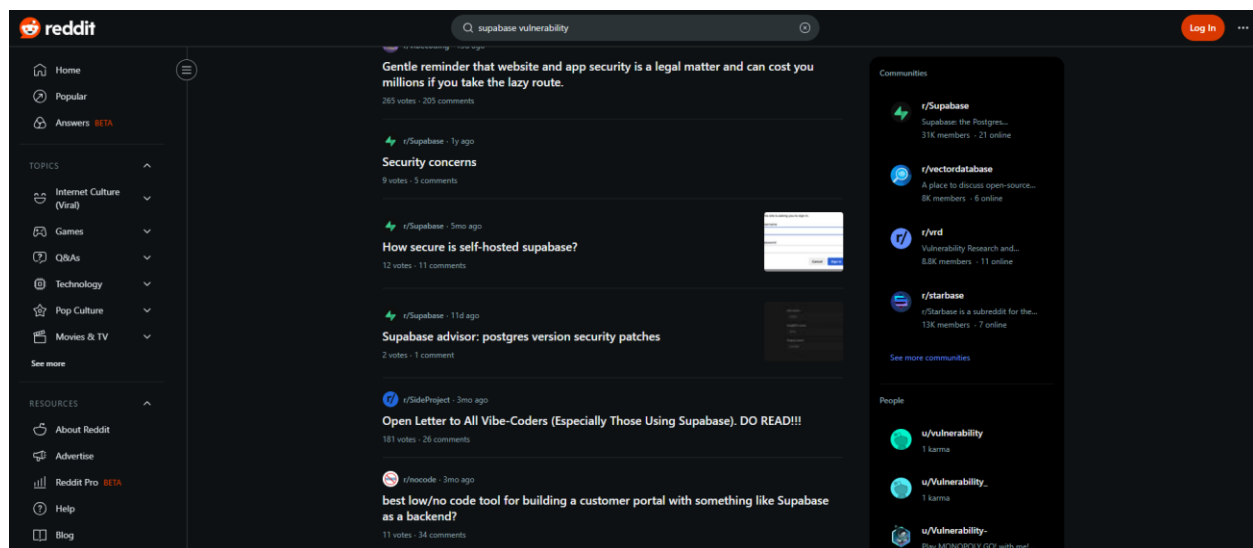 reddit
supabase vulnerability
Log In
Home
Popular
Answers BETA
TOPICS
Internet Culture
(Viral)
Games
Q&As
Technology
Pop Culture
Movies & TV
See more
RESOURCES
About Reddit
Advertise
Reddit Pro BETA
Help
Blog
Gentle reminder that website and app security is a legal matter and can cost you
millions if you take the lazy route.
265 votes · 205 comments
r/Supabase · 1y ago
Security concerns
9 votes · 5 comments
r/Supabase · 5mo ago
How secure is self-hosted supabase?
12 votes · 11 comments
Cancel
r/Supabase · 11d ago
Supabase advisor: postgres version security patches
2 votes · 1 comment
r/SideProject · 3mo ago
Open Letter to All Vibe-Coders (Especially Those Using Supabase). DO READ!!!
181 votes · 26 comments
r/nocode · 3mo ago
best low/no code tool for building a customer portal with something like Supabase
as a backend?
11 votes · 34 comments
Communities
r/Supabase
Supabase: the Postgres...
31K members · 21 online
r/vectordatabase
A place to discuss open-source...
8K members · 6 online
r/vrd
Vulnerability Research and...
8.8K members · 11 online
r/starbase
r/Starbase is a subreddit for the...
13K members · 7 online
See more communities
People
u/vulnerability
1 karma
u/Vulnerability_
1 karma
u/Vulnerability-
Play MONOPOLY GO! with me!